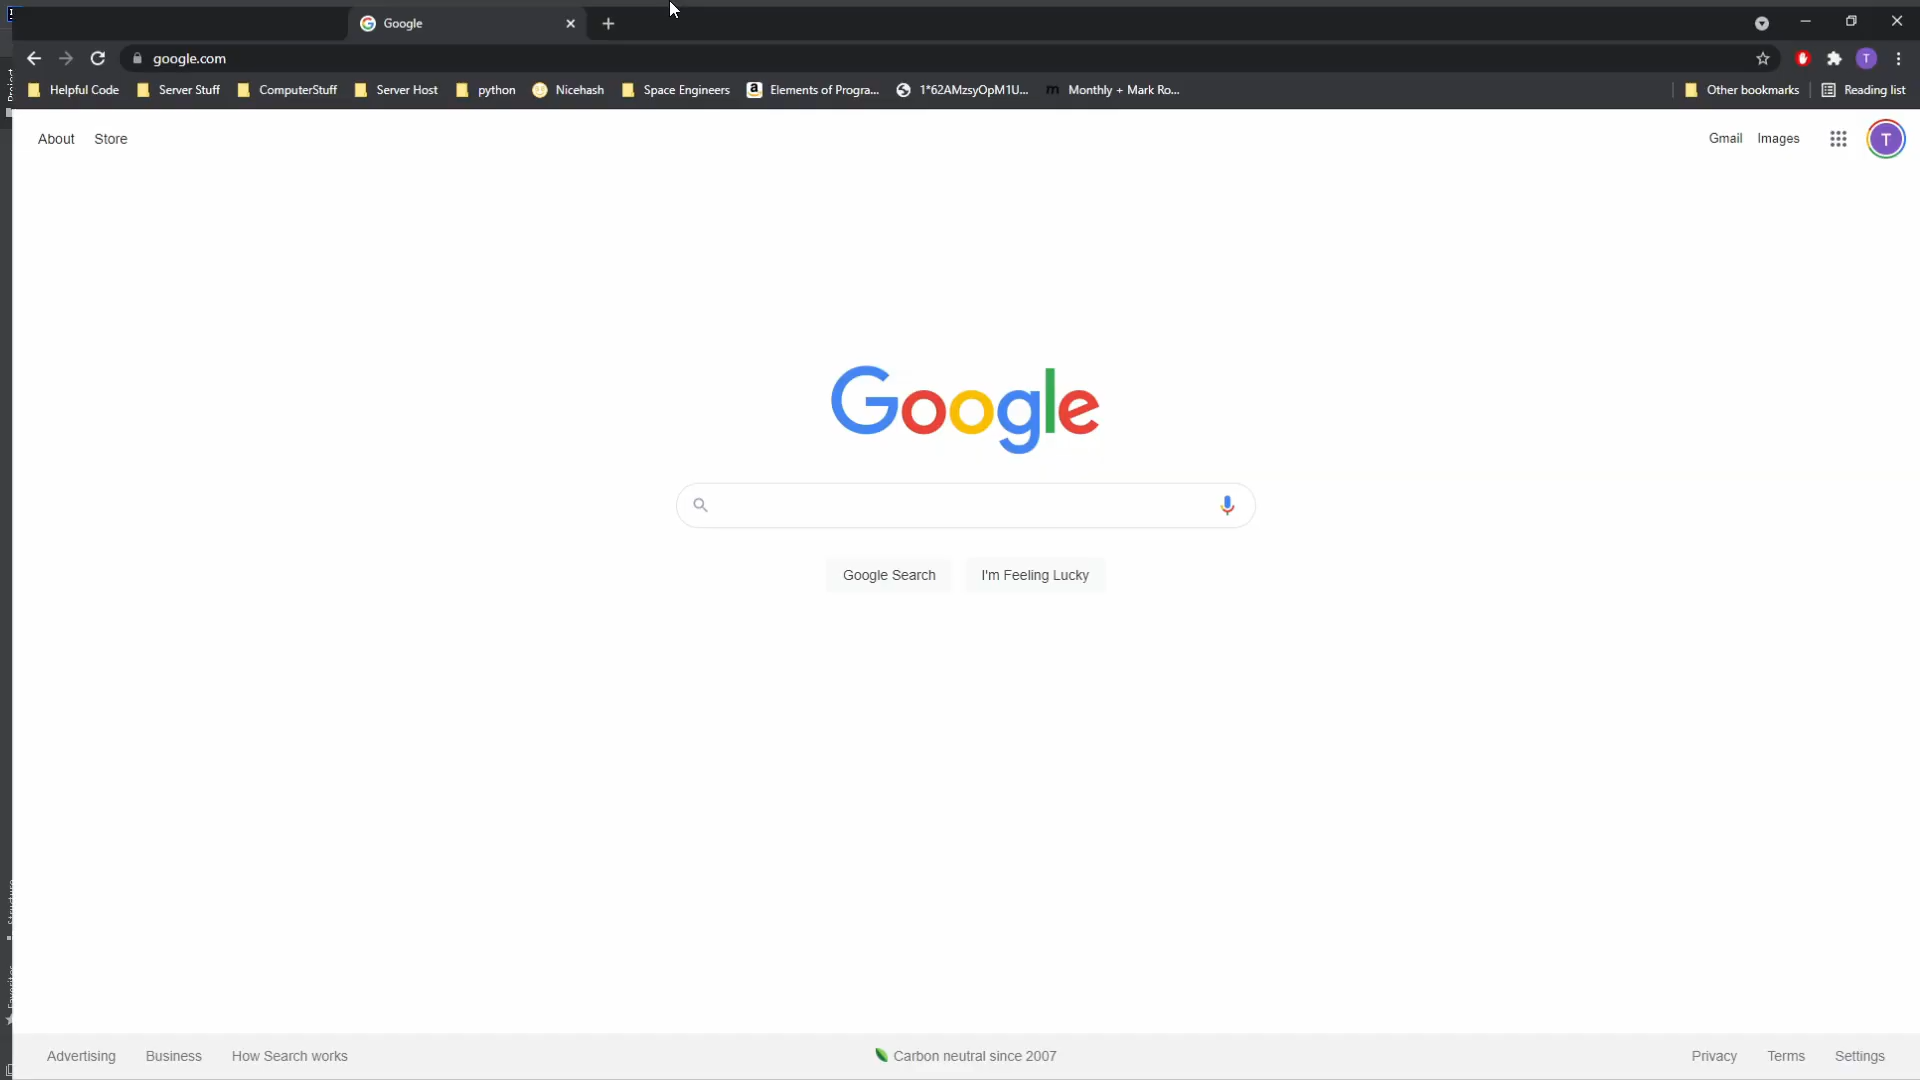 Google
google.com
T
Helpful Code Server Stuff ComputerStuff Server Host python Nicehash Space Engineers Elements of Progra... 1*62AMzsyOpM1U... Monthly + Mark Ro... Other bookmarks Reading list
About Store Gmail Images T
Google
Google Search I'm Feeling Lucky
Advertising Business How Search works Carbon neutral since 2007 Privacy Terms Settings